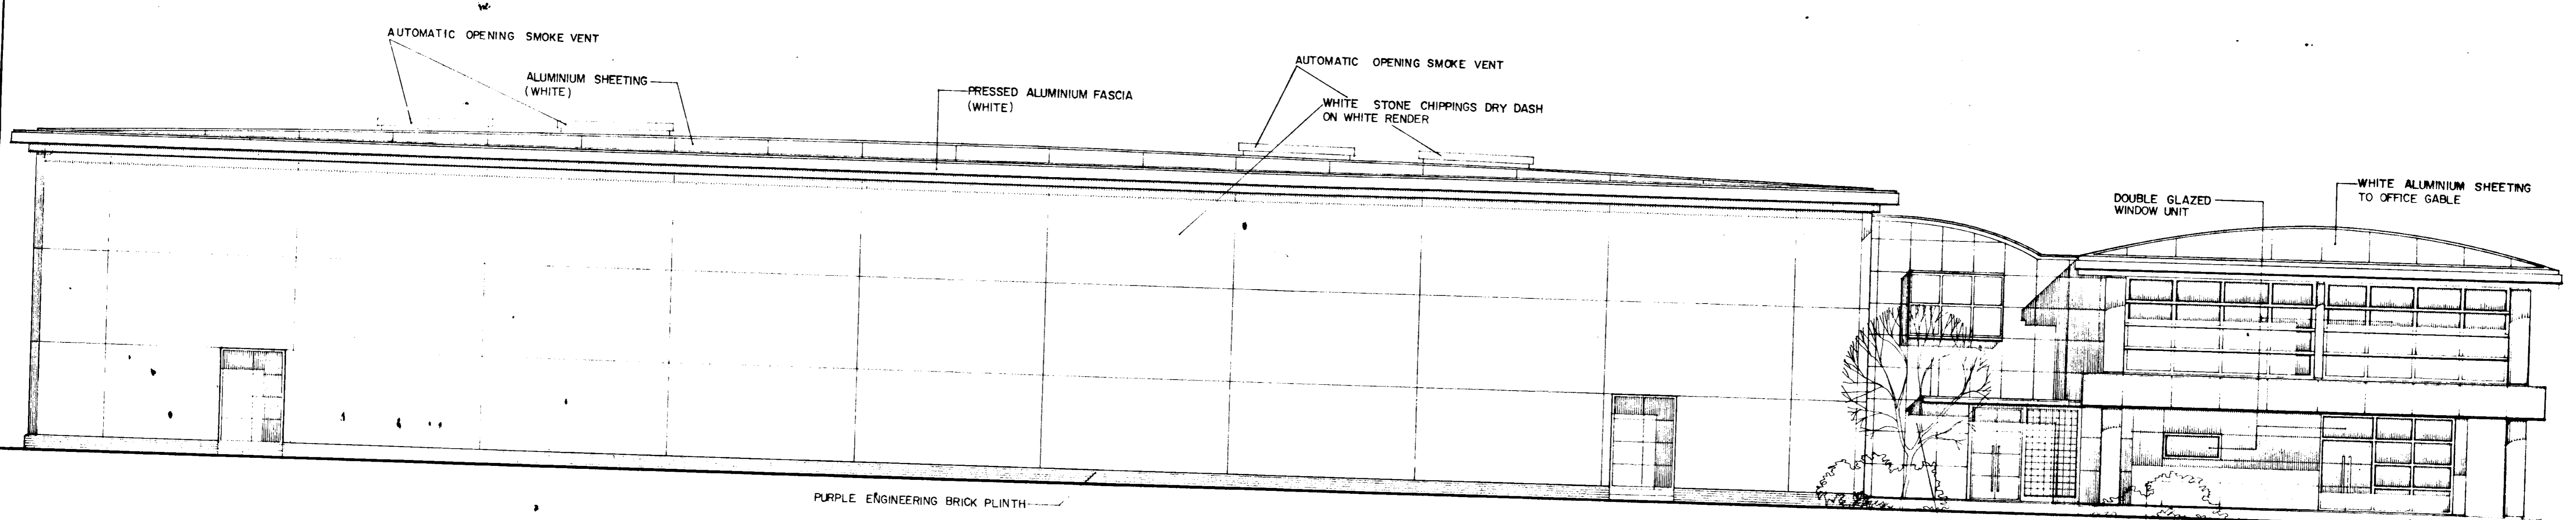 AUTOMATIC OPENING SMOKE VENT
ALUMINIUM SHEETING
(WHITE)
PRESSED ALUMINIUM FASCIA
(WHITE)
AUTOMATIC OPENING SMOKE VENT
WHITE STONE CHIPPINGS DRY DASH
ON WHITE RENDER
DOUBLE GLAZED
WINDOW UNIT
WHITE ALUMINIUM SHEETING
TO OFFICE GABLE
PURPLE ENGINEERING BRICK PLINTH